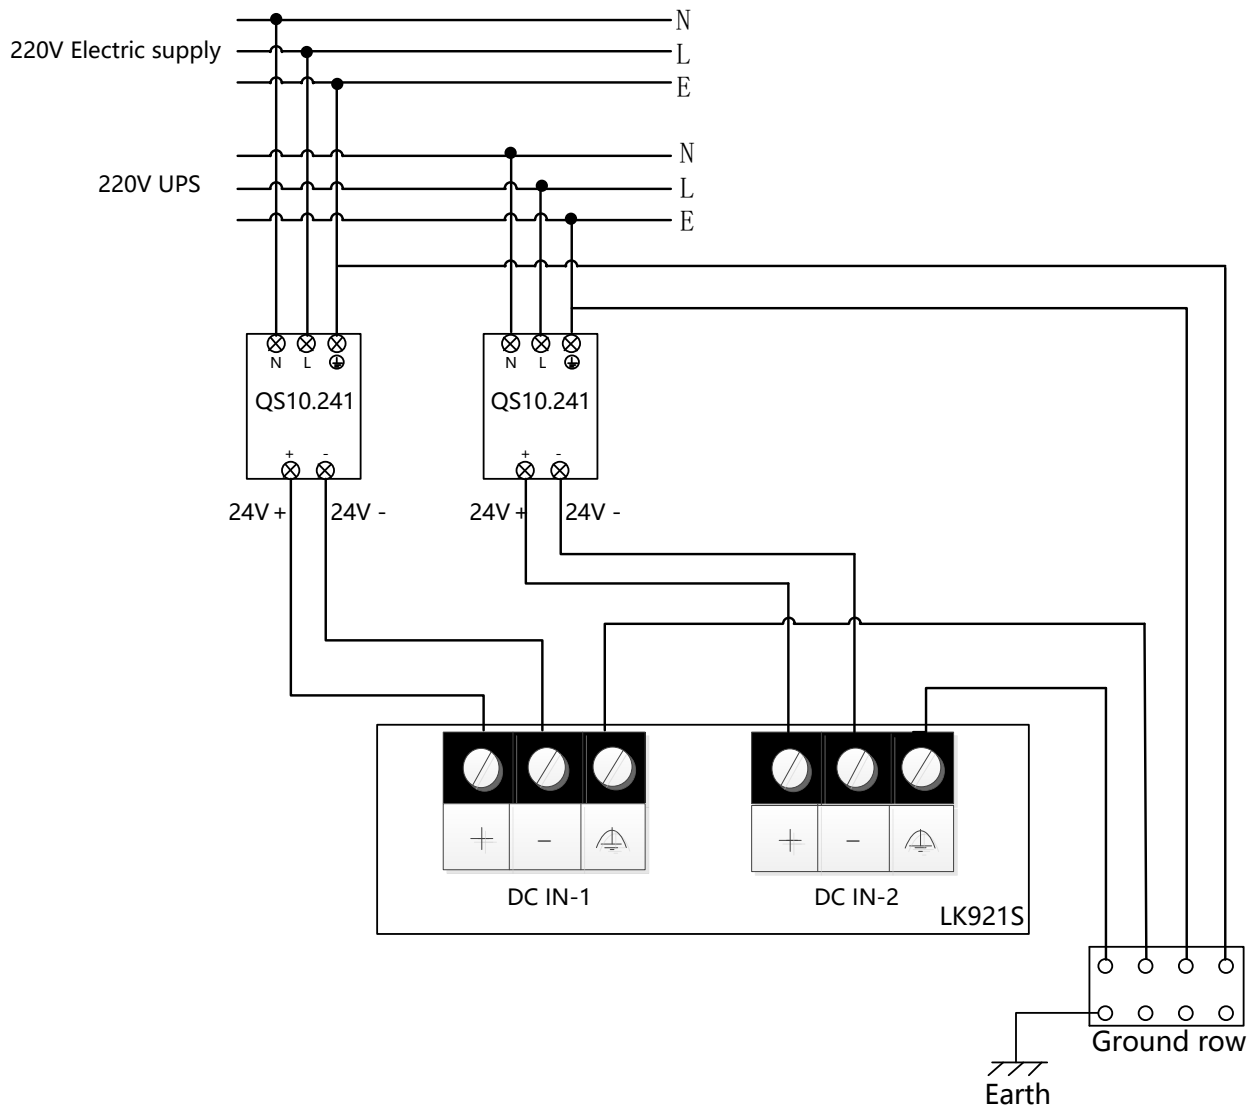 N
220V Electric supply
L
E
N
220V UPS
L
E
N L
N L
QS10.241
QS10.241
+ -
+ -
24V + 24V -
24V + 24V -
+ -
+ -
DC IN-1
DC IN-2
LK921S
Ground row
Earth